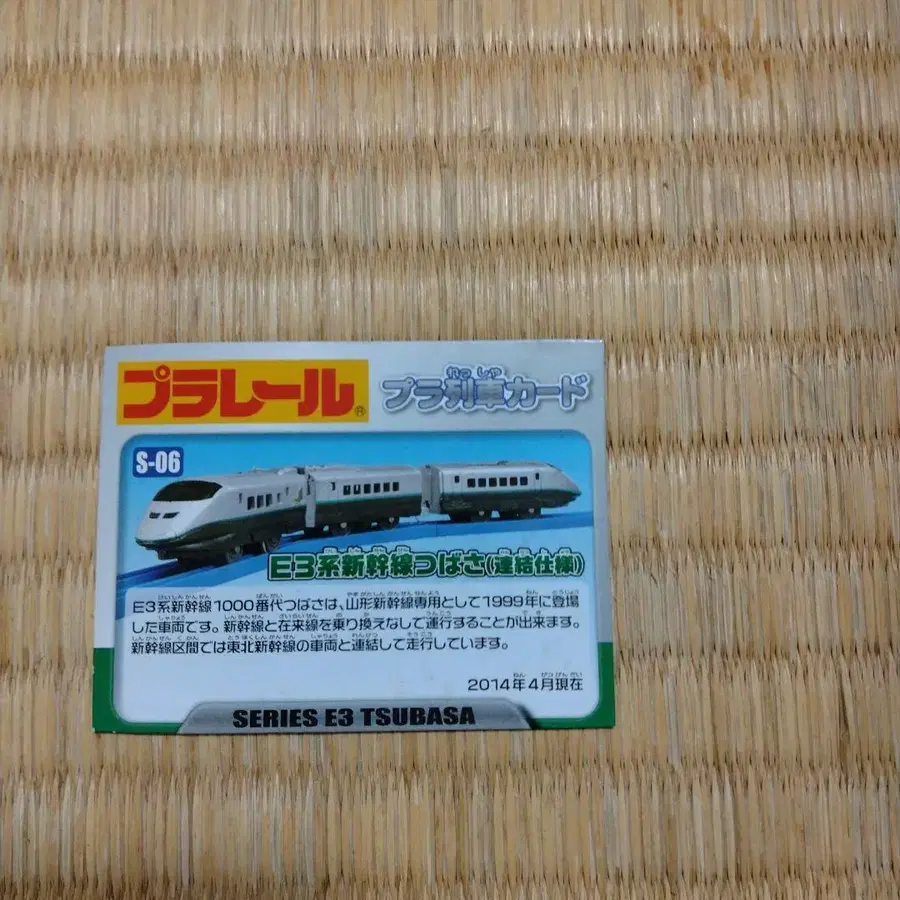 プラレール®
プラ列車カード
S-06
E3系新幹線つばさ(連結仕様)
E3系新幹線1000番代つばさは、山形新幹線専用として1999年に登場
した車両です。新幹線と在来線を乗り換えなしで運行することが出来ます。
新幹線区間では東北新幹線の車両と連結して走行しています。
2014年4月現在
SERIES E3 TSUBASA